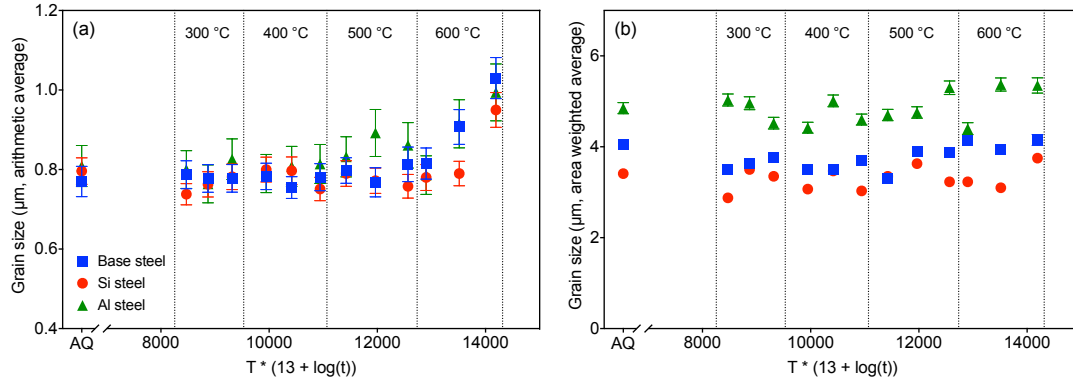 (a)
300 °C 400 °C 500 °C 600 °C
1.2
1.0
0.8
0.6
0.4
Grain size (µm, arithmetic average)
Base steel
Si steel
Al steel
AQ 8000 10000 12000 14000
T * (13 + log(t))
(b)
300 °C 400 °C 500 °C 600 °C
6
4
2
0
Grain size (µm, area weighted average)
AQ 8000 10000 12000 14000
T * (13 + log(t))